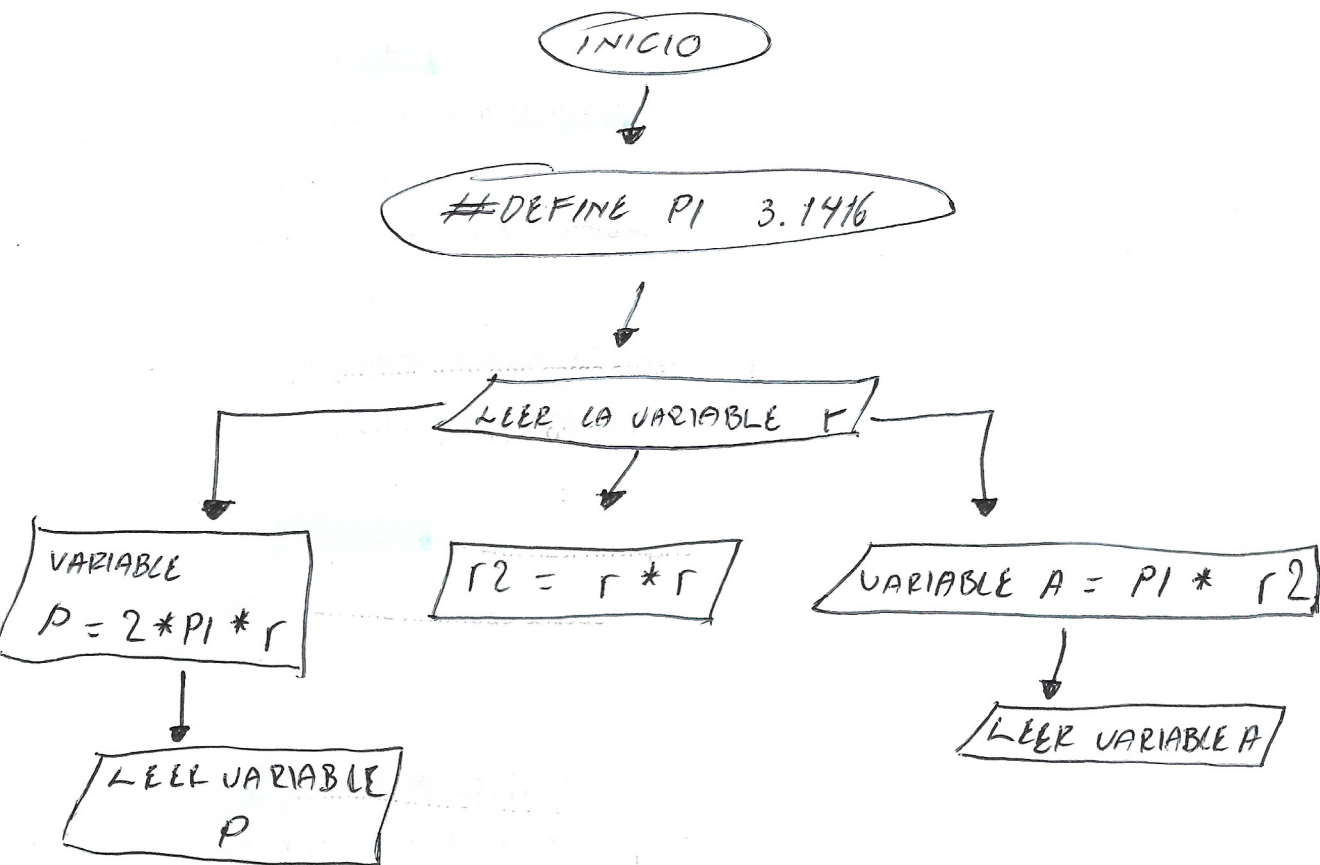 INICIO
#DEFINE PI 3.1416
LEER LA VARIABLE r
VARIABLE
P = 2 * PI * r
r2 = r * r
VARIABLE A = PI * r2
LEER VARIABLE
P
LEER VARIABLE A